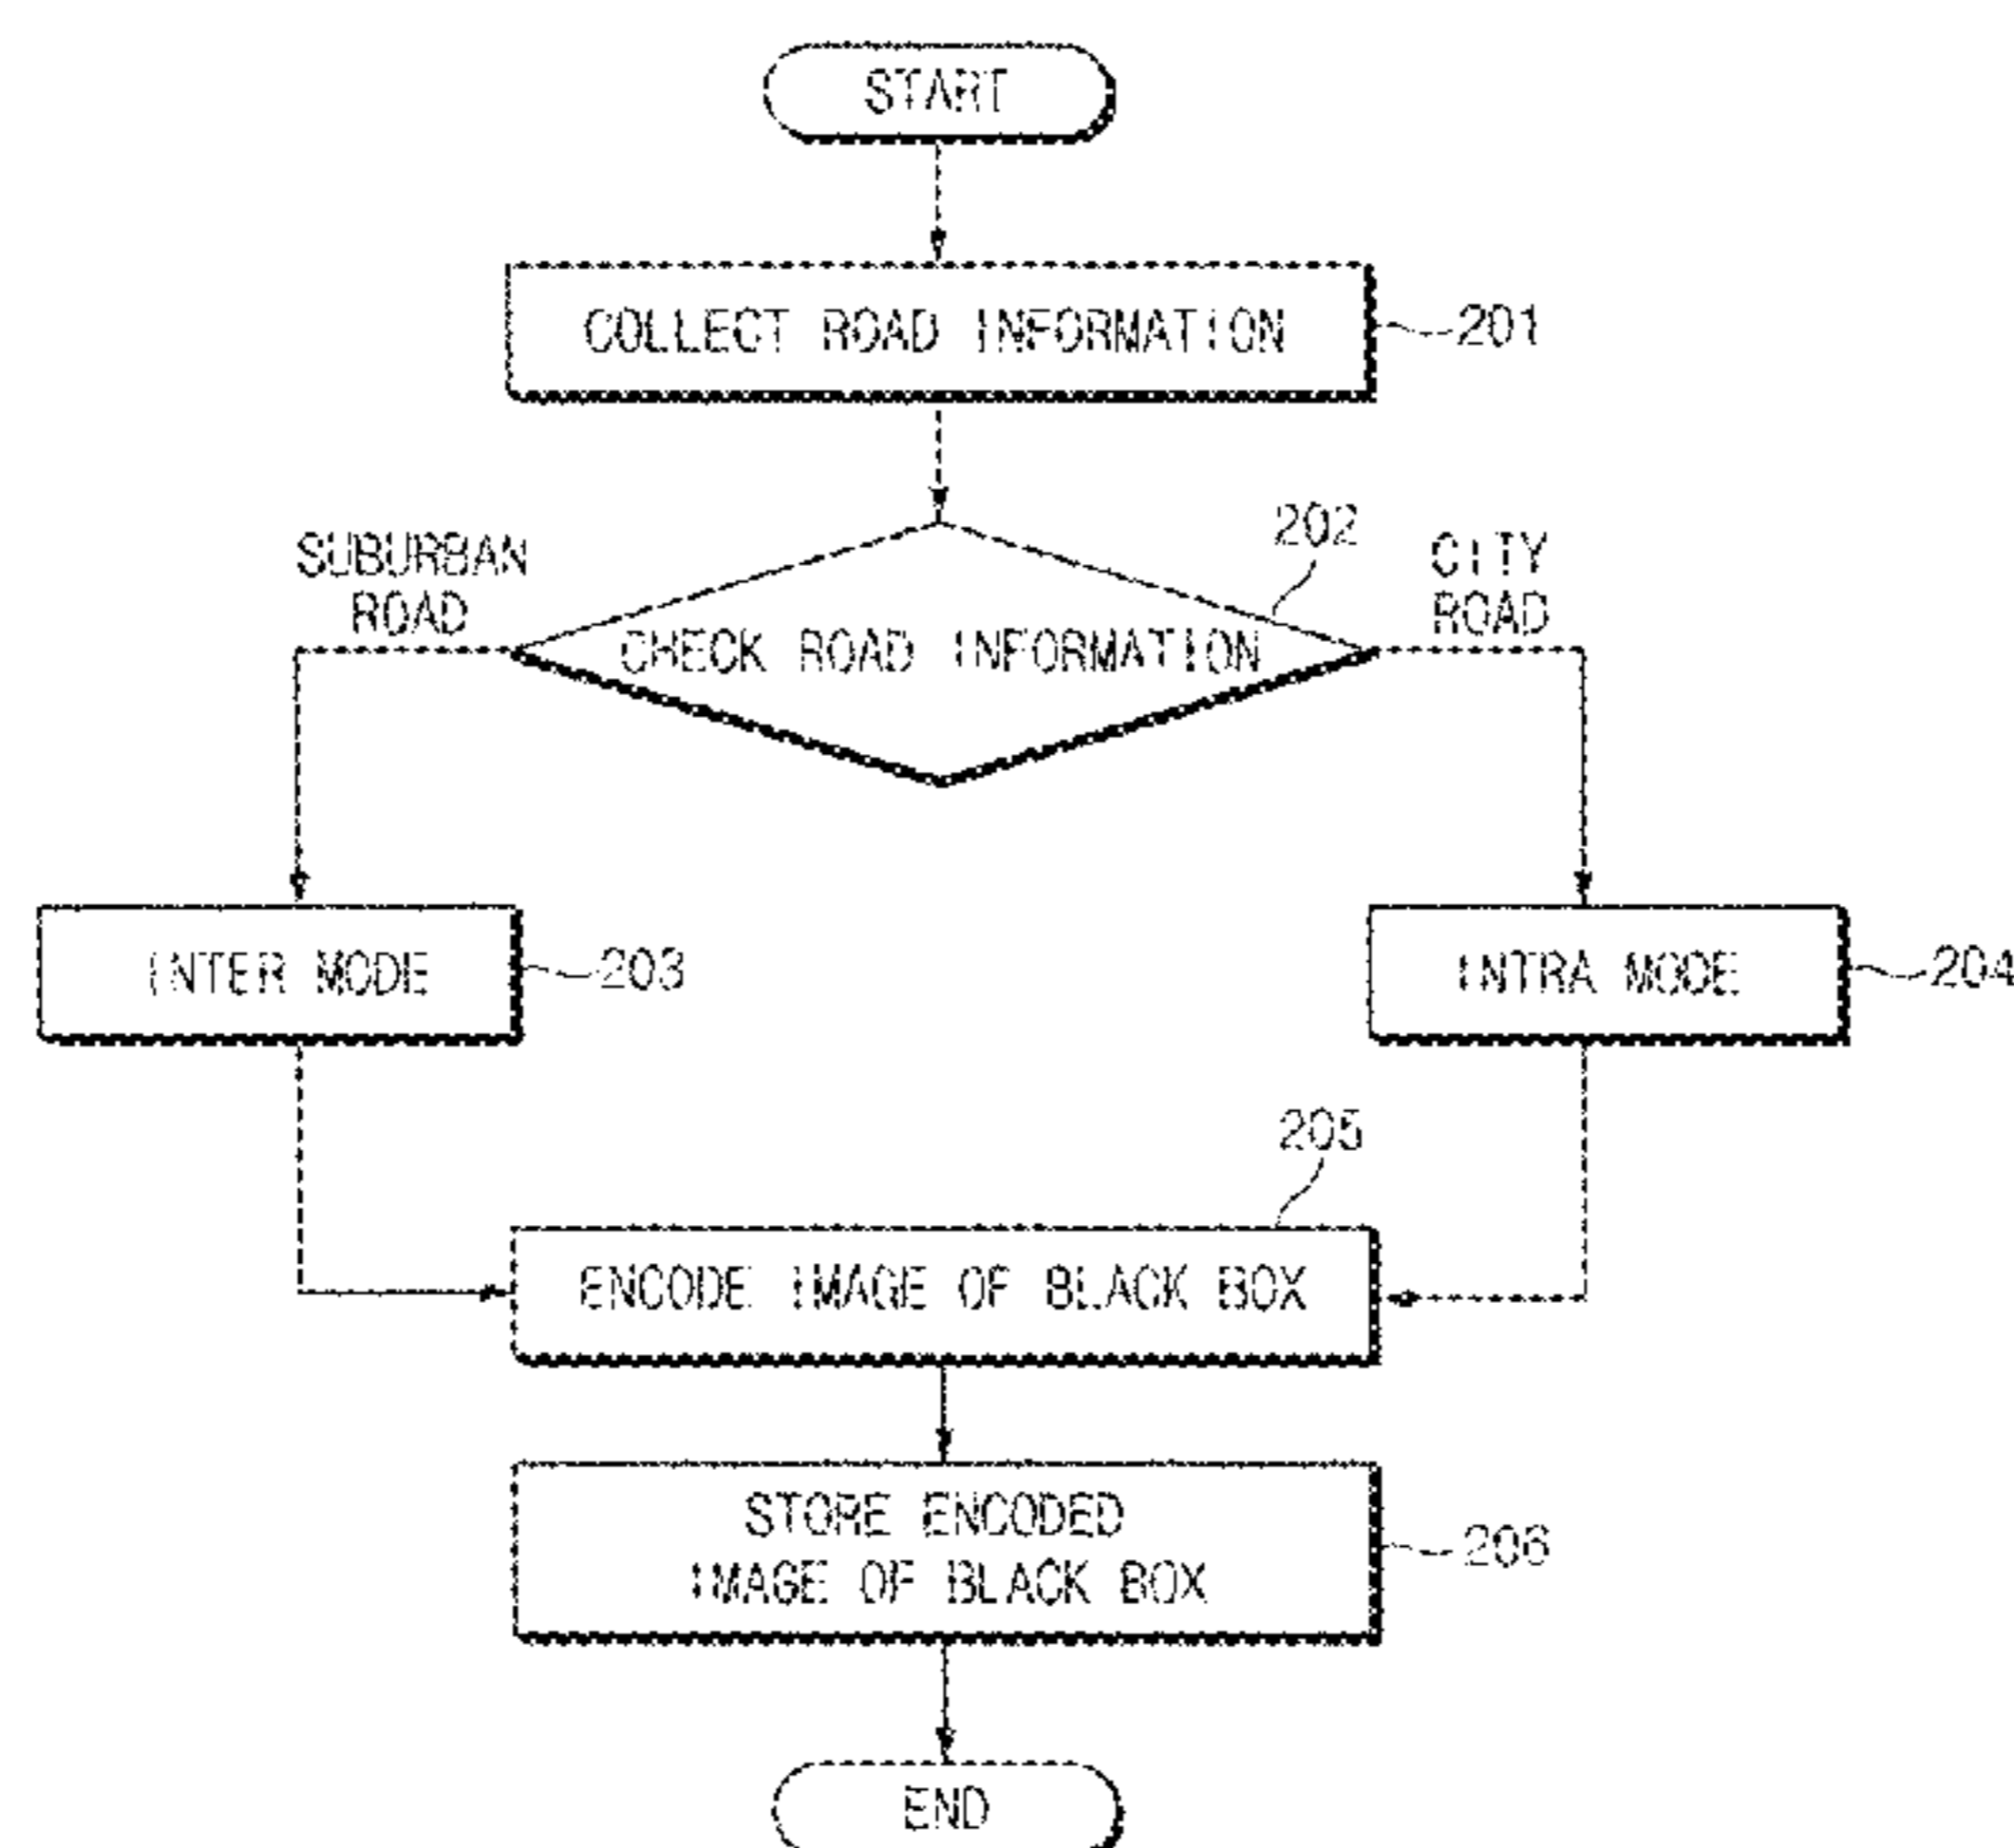 START
COLLECT ROAD INFORMATION
201
202
SUBURBAN
ROAD
CITY
ROAD
CHECK ROAD INFORMATION
INTER MODE
203
INTRA MODE
204
205
ENCODE IMAGE OF BLACK BOX
STORE ENCODED
IMAGE OF BLACK BOX
206
END